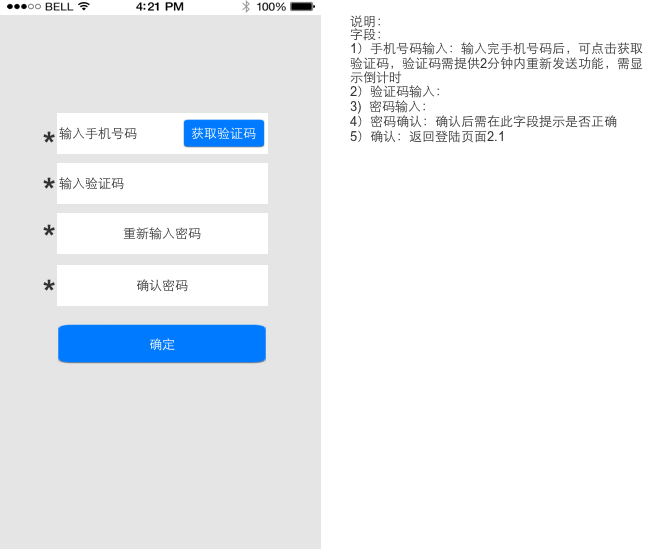 BELL 4:21 PM 100%
* 输入手机号码 获取验证码
* 输入验证码
* 重新输入密码
* 确认密码
确定
说明：
字段：
1）手机号码输入：输入完手机号码后，可点击获取
验证码，验证码需提供2分钟内重新发送功能，需显
示倒计时
2）验证码输入：
3）密码输入：
4）密码确认：确认后需在此字段提示是否正确
5）确认：返回登陆页面2.1